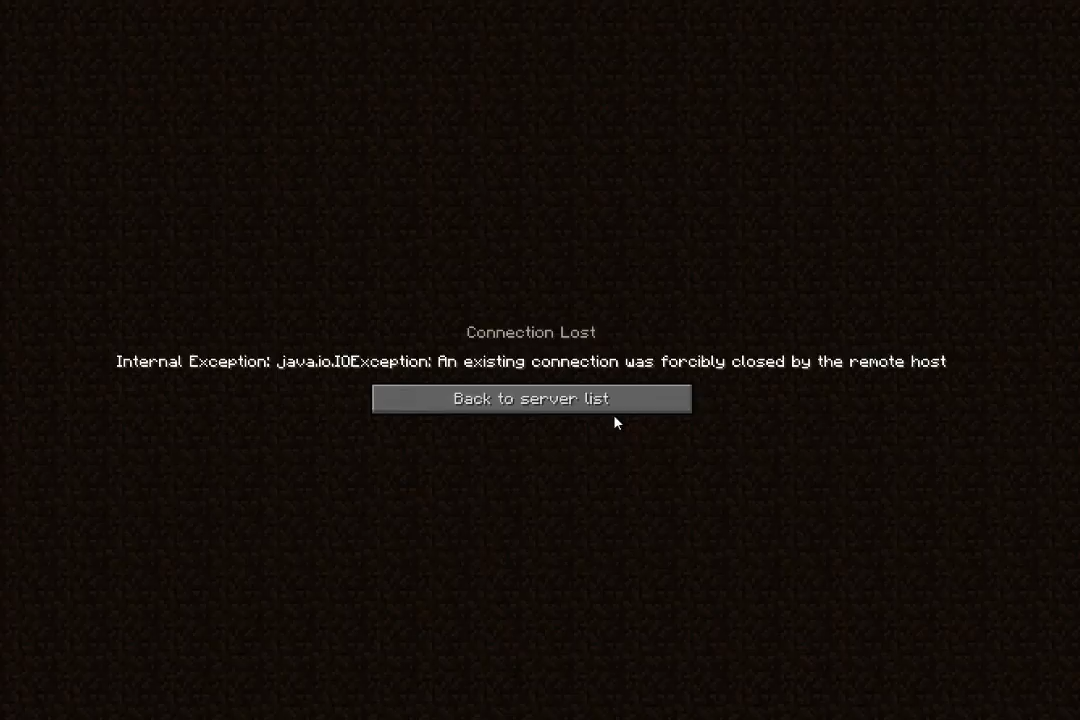 Connection Lost
Internal Exception: java.io.IOException: An existing connection was forcibly closed by the remote host
Back to server list